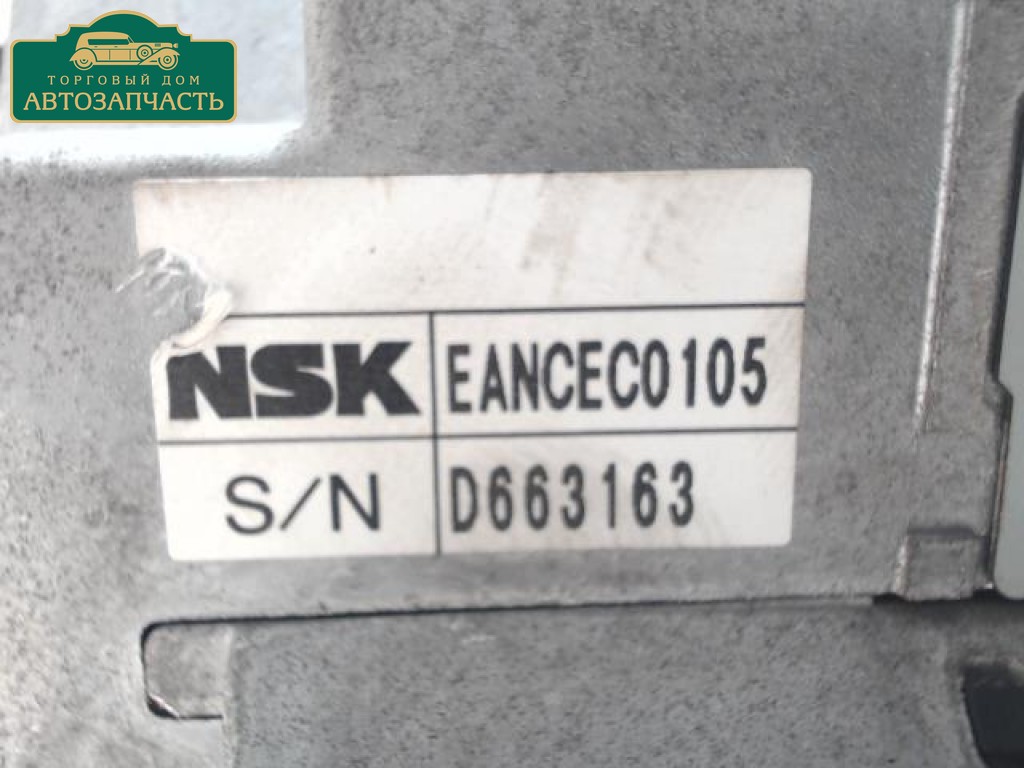 ТОРГОВЫЙ ДОМ
АВТОЗАПЧАСТЬ
NSK EANCEC0105
S/N D663163